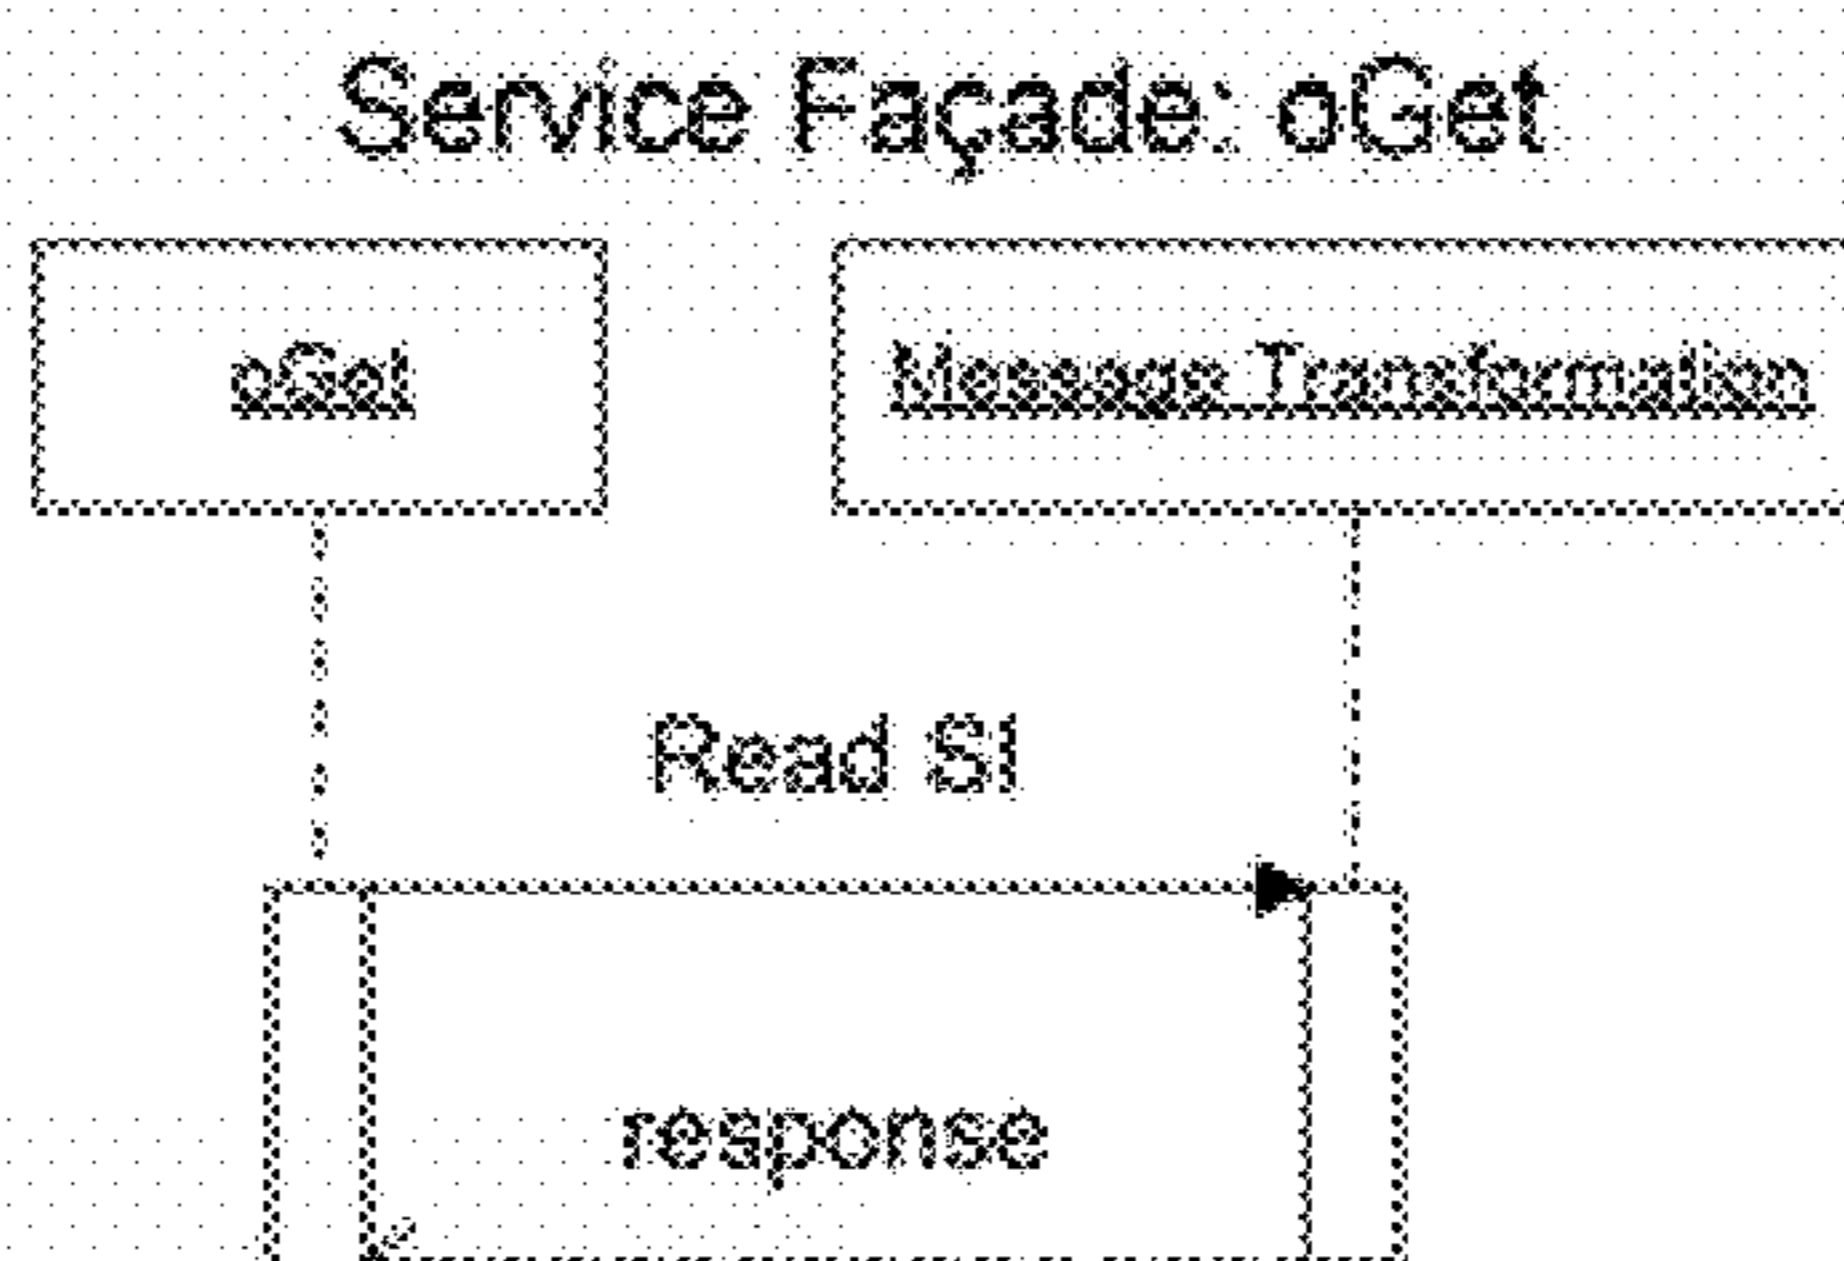 Service Façade: oGet
oGet
Message Transformation
Read SI
response